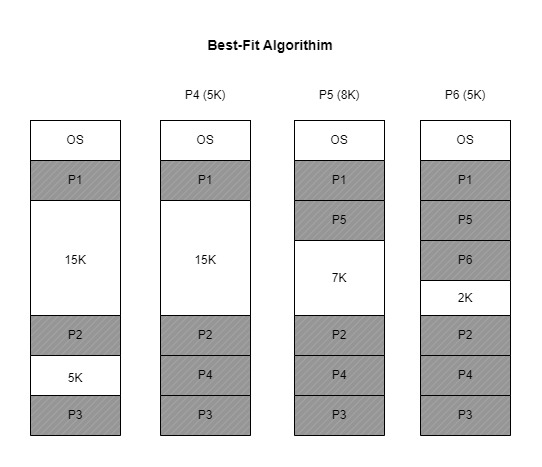 Best-Fit Algorithim
P4 (5K) P5 (8K) P6 (5K)
OS OS OS OS
P1 P1 P1 P1
P5 P5
15K 15K P6
7K
2K
P2 P2 P2 P2
5K P4 P4 P4
P3 P3 P3 P3